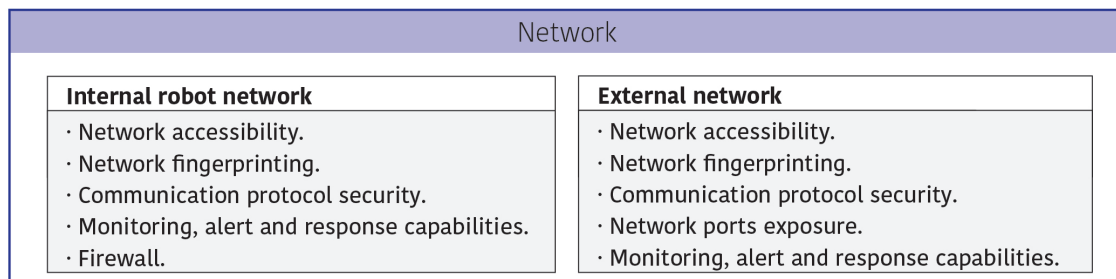 Network
Internal robot network
· Network accessibility.
· Network fingerprinting.
· Communication protocol security.
· Monitoring, alert and response capabilities.
· Firewall.
External network
· Network accessibility.
· Network fingerprinting.
· Communication protocol security.
· Network ports exposure.
· Monitoring, alert and response capabilities.